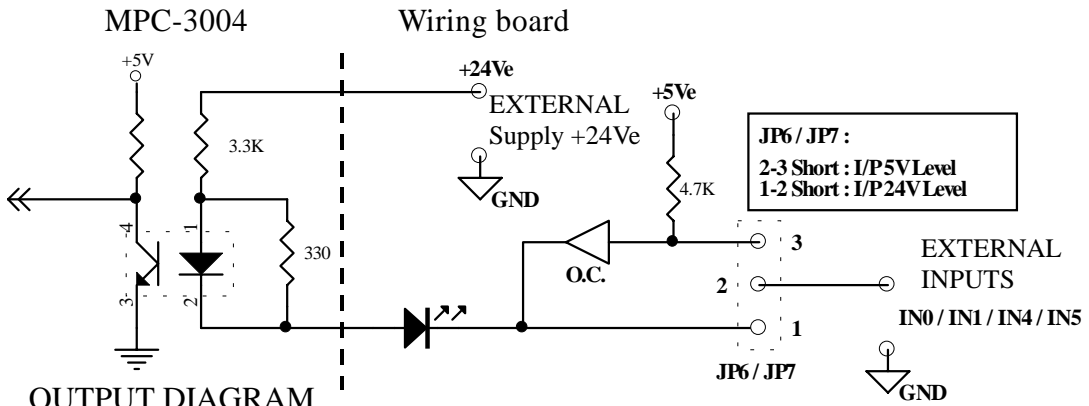 MPC-3004
Wiring board
+5V
+24Ve
EXTERNAL
Supply +24Ve
GND
+5Ve
JP6 / JP7 :
2-3 Short : I/P 5V Level
1-2 Short : I/P 24V Level
3.3K
4.7K
4
1
330
3
2
O.C.
3
2
1
EXTERNAL
INPUTS
IN0 / IN1 / IN4 / IN5
JP6 / JP7
GND
OUTPUT DIAGRAM